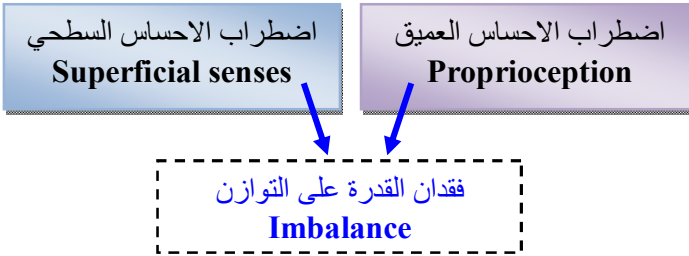 اضطراب الاحساس السطحي
Superficial senses
اضطراب الاحساس العميق
Proprioception
فقدان القدرة على التوازن
Imbalance